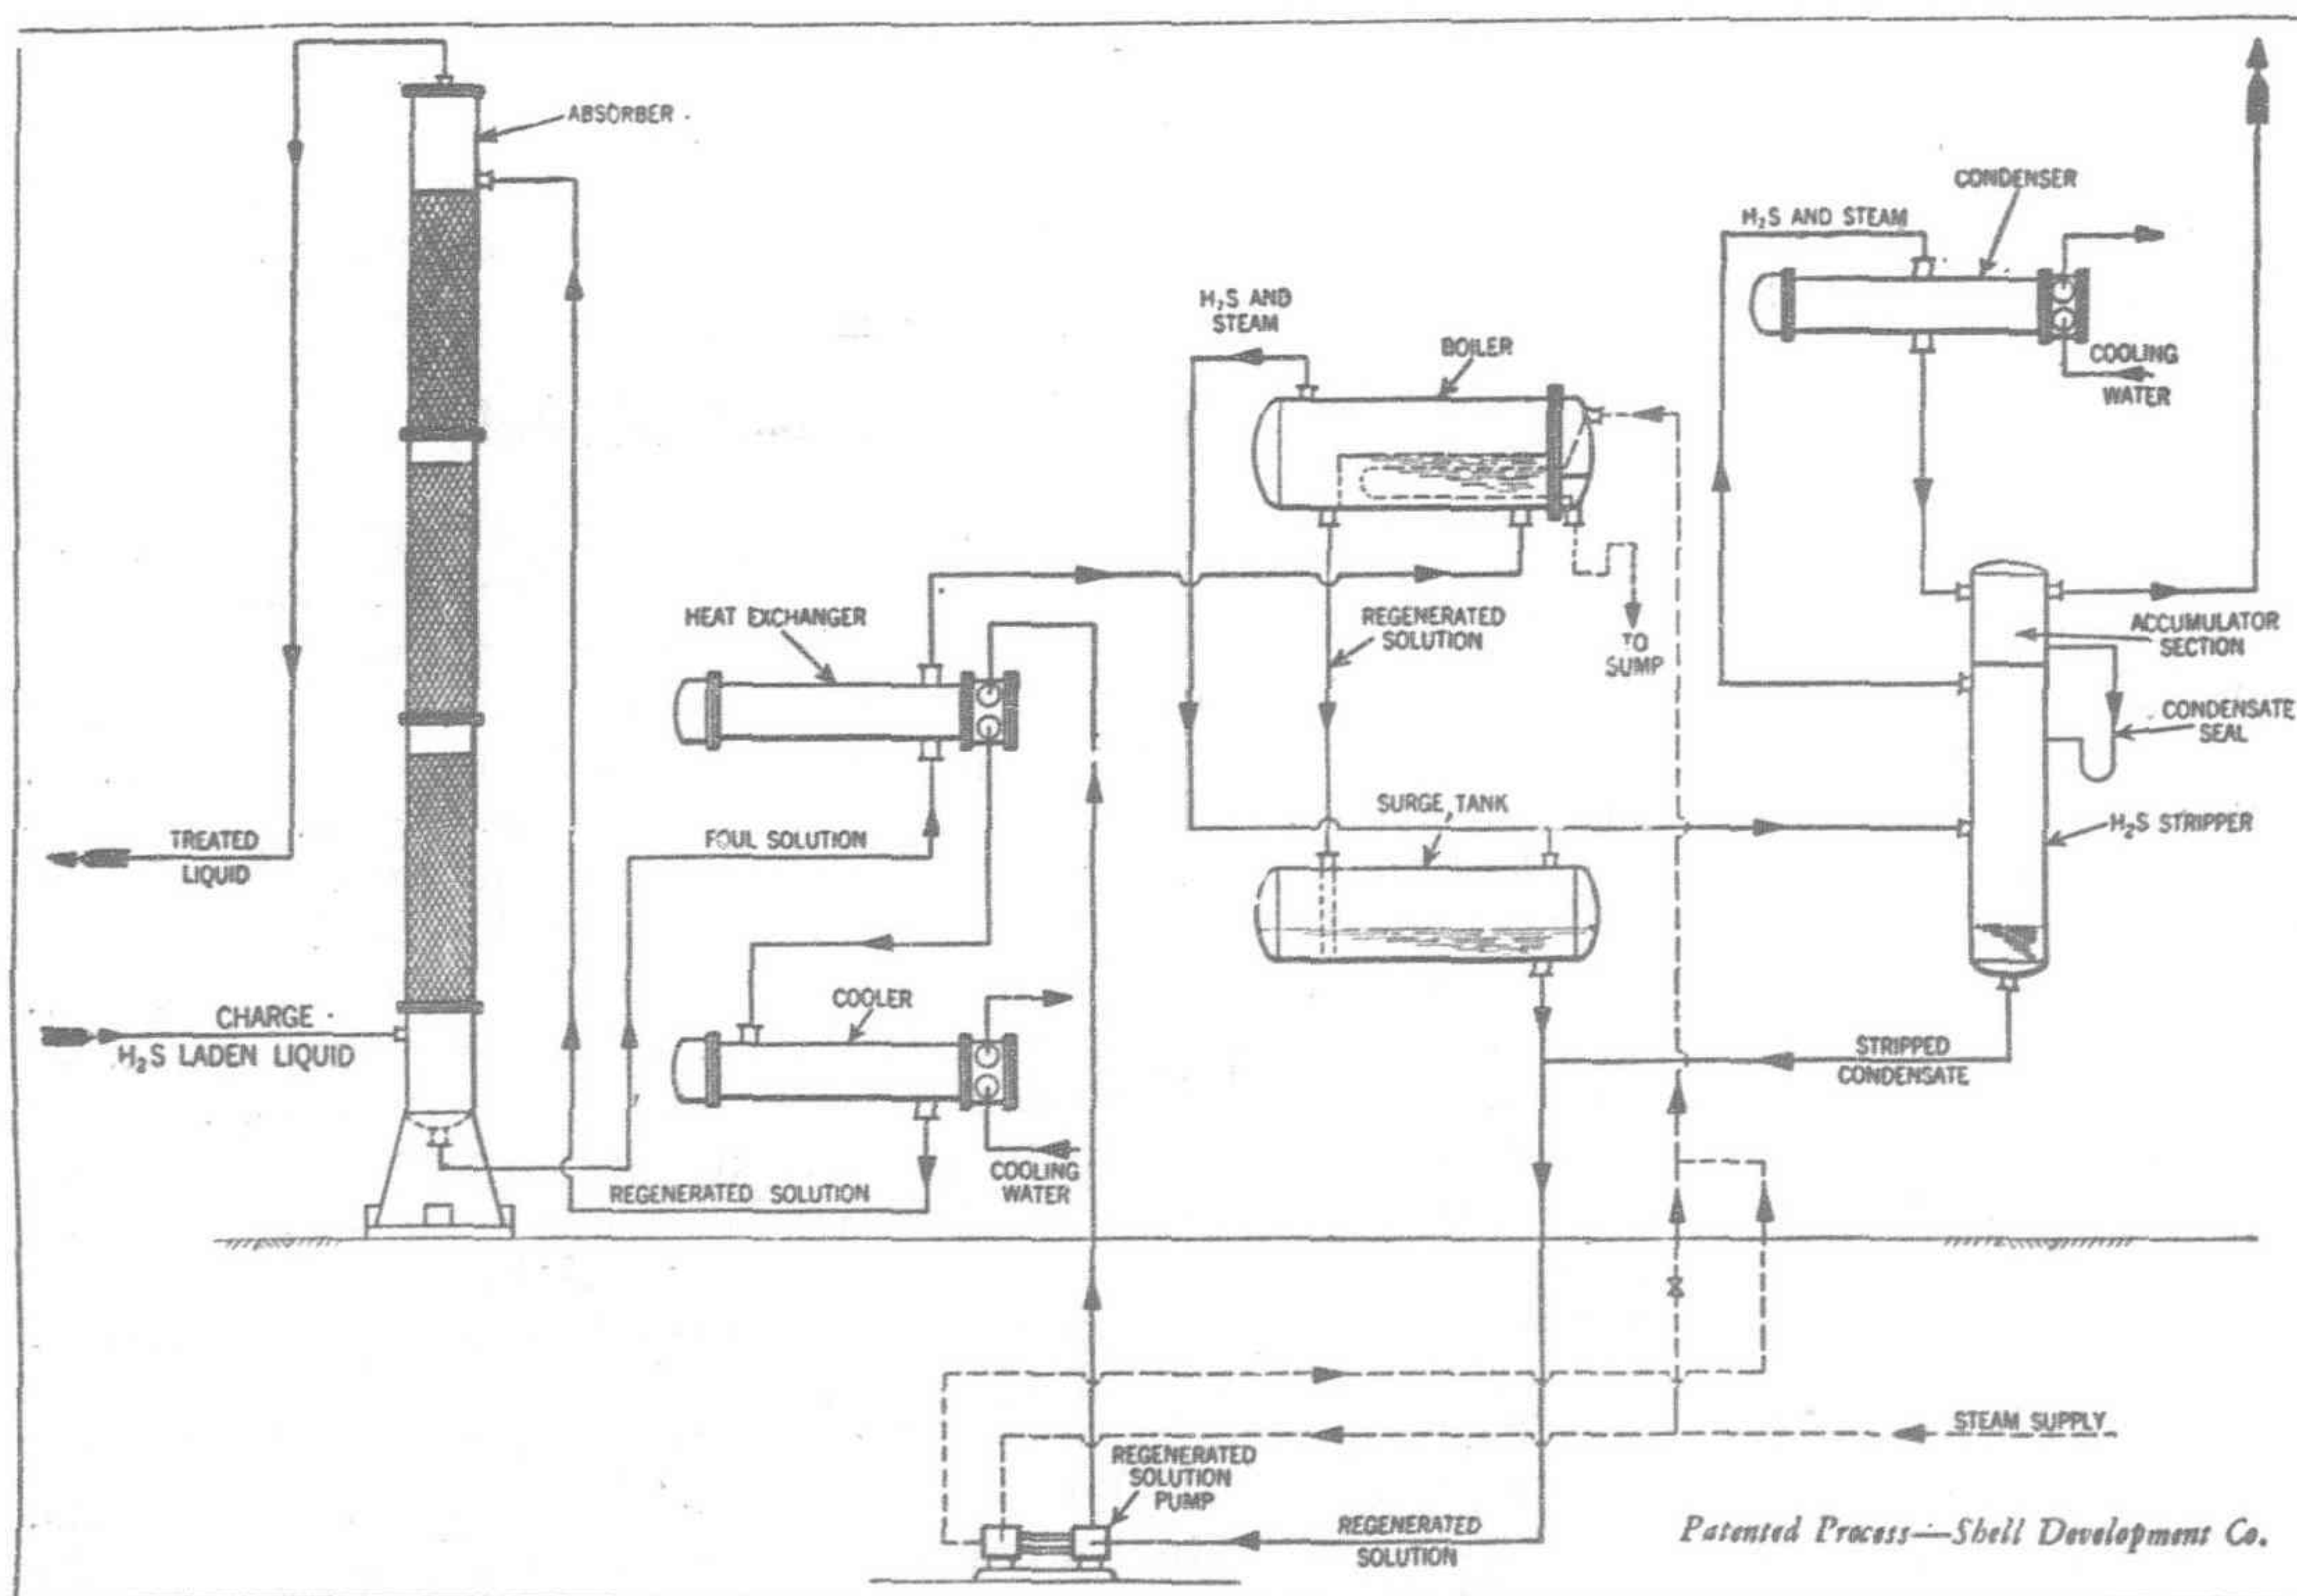 ABSORBER
CONDENSER
H₂S AND STEAM
H₂S AND
STEAM
BOILER
COOLING
WATER
HEAT EXCHANGER
REGENERATED
SOLUTION
TO
SUMP
ACCUMULATOR
SECTION
CONDENSATE
SEAL
SURGE TANK
H₂S STRIPPER
FOUL SOLUTION
TREATED
LIQUID
COOLER
CHARGE
H₂S LADEN LIQUID
STRIPPED
CONDENSATE
COOLING
WATER
REGENERATED SOLUTION
STEAM SUPPLY
REGENERATED
SOLUTION
PUMP
REGENERATED
SOLUTION
Patented Process—Shell Development Co.